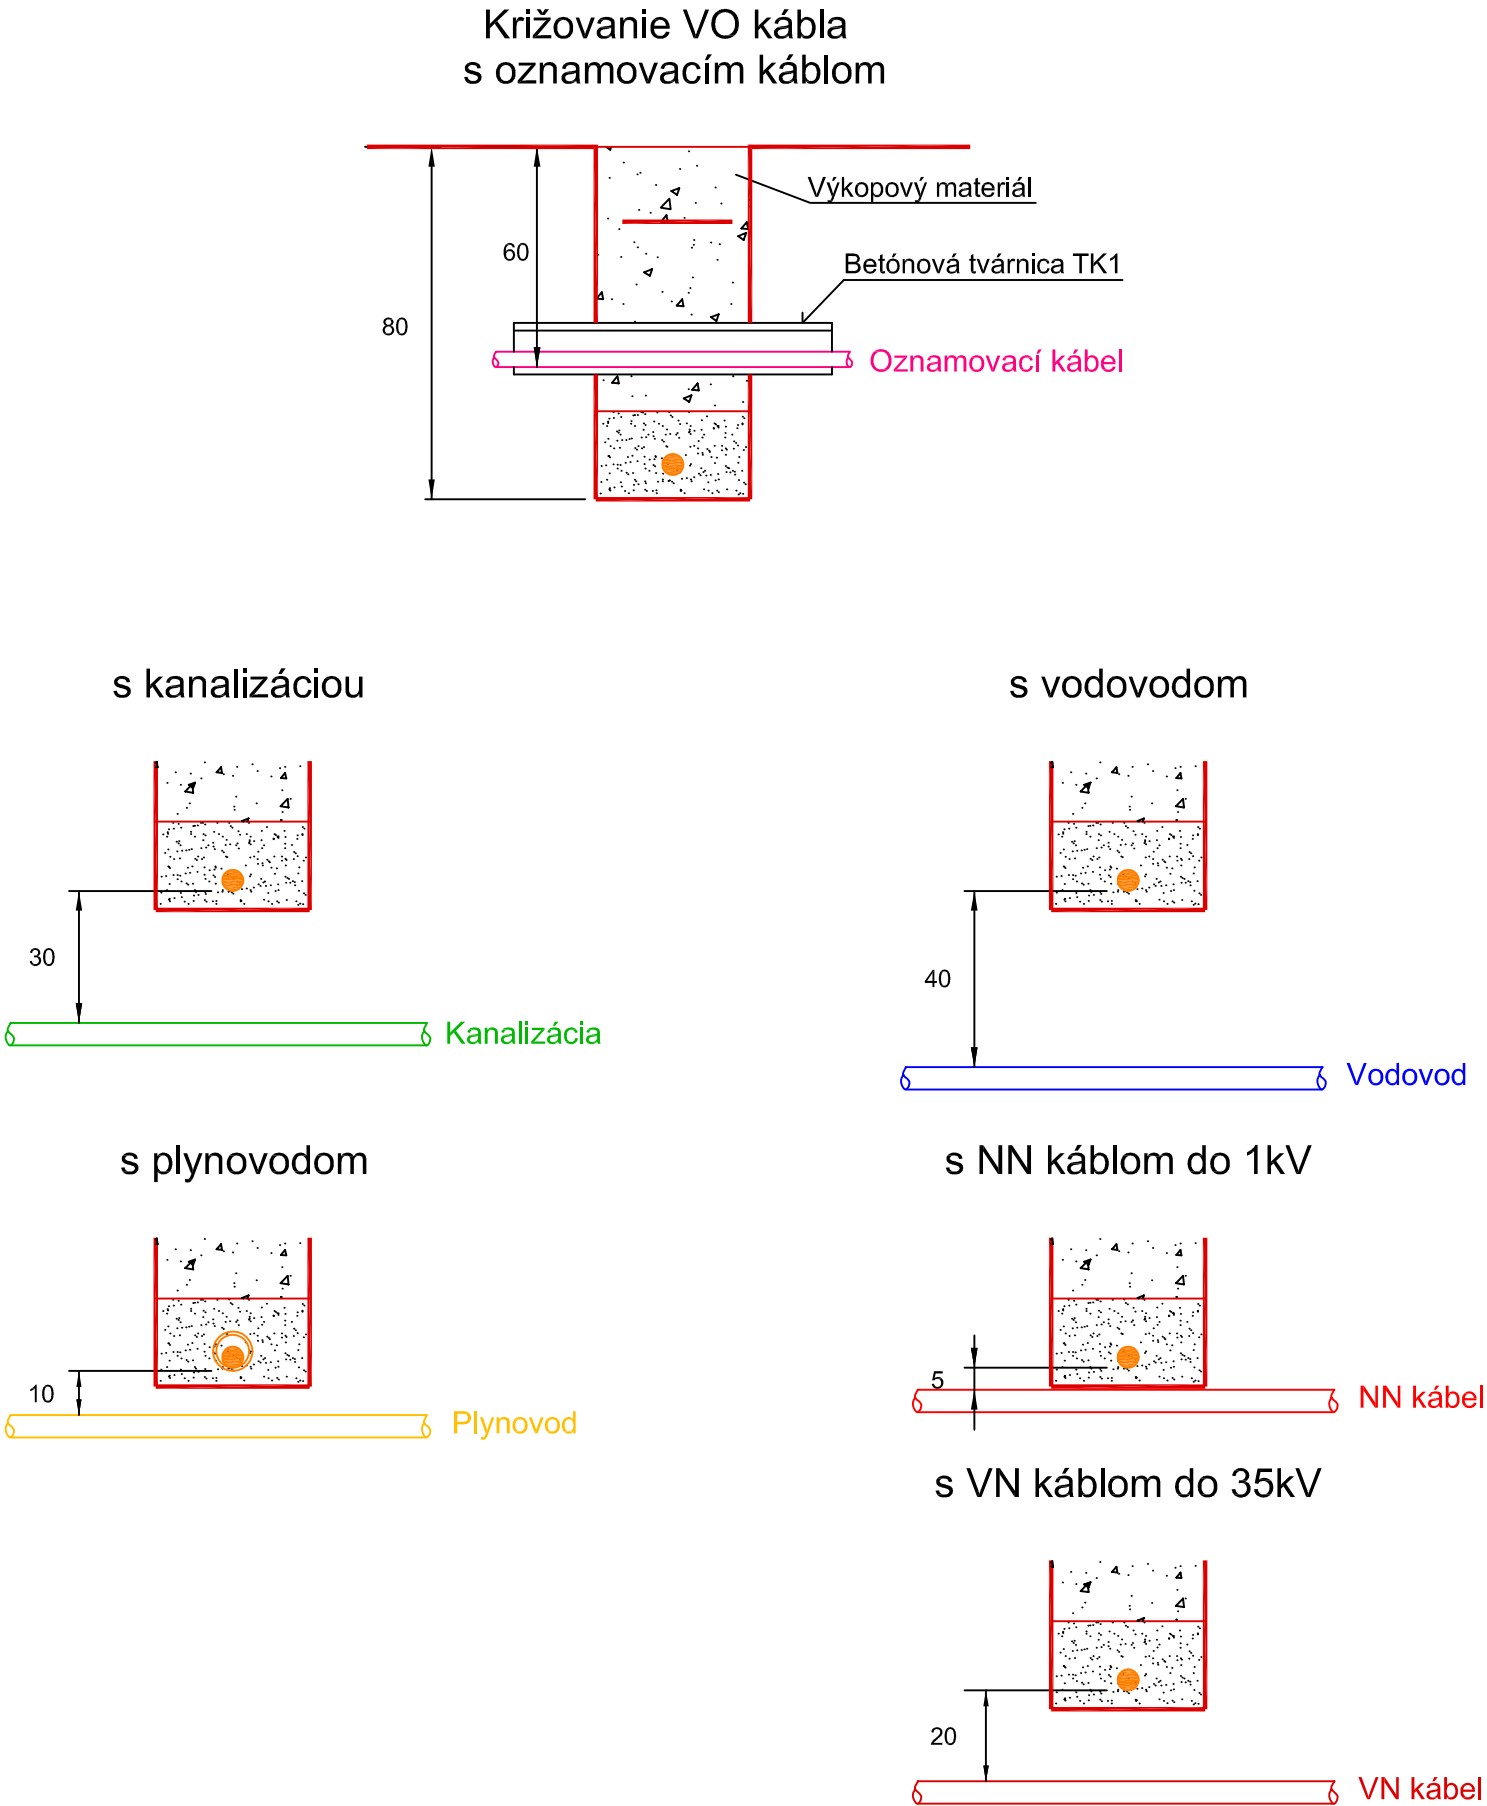 Križovanie VO kábla
s oznamovacím káblom
Výkopový materiál
60
Betónová tvárnica TK1
80
Oznamovací kábel
s kanalizáciou
30
Kanalizácia
s vodovodom
40
Vodovod
s plynovodom
10
Plynovod
s NN káblom do 1kV
5
NN kábel
s VN káblom do 35kV
20
VN kábel